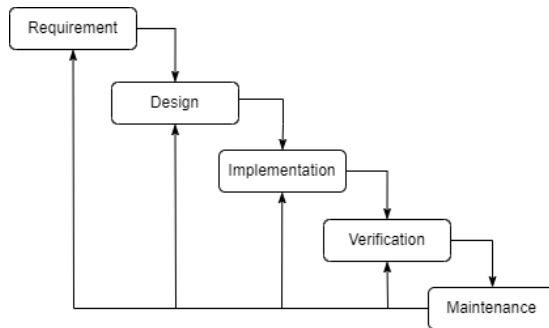 Requirement
Design
Implementation
Verification
Maintenance